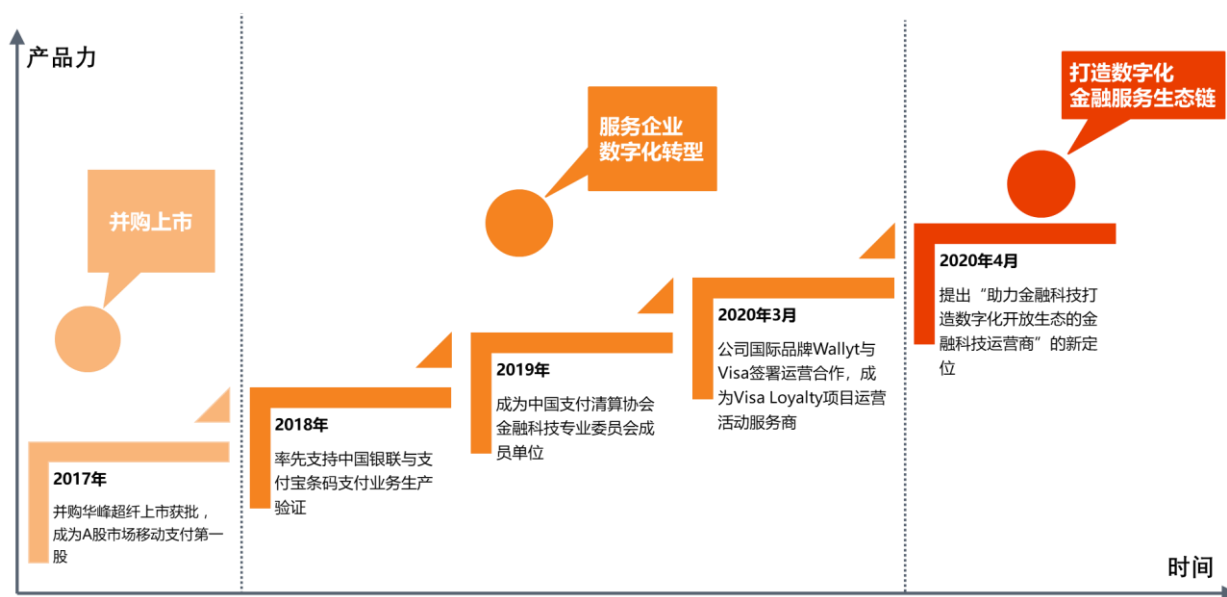 产品力
并购上市
服务企业
数字化转型
打造数字化
金融服务生态链
2017年
并购华峰超纤上市获批，
成为A股市场移动支付第一
股
2018年
率先支持中国银联与支
付宝条码支付业务生产
验证
2019年
成为中国支付清算协会
金融科技专业委员会成
员单位
2020年3月
公司国际品牌Wallyt与
Visa签署运营合作，成
为Visa Loyalty项目运营
活动服务商
2020年4月
提出“助力金融科技打
造数字化开放生态的金
融科技运营商”的新定
位
时间